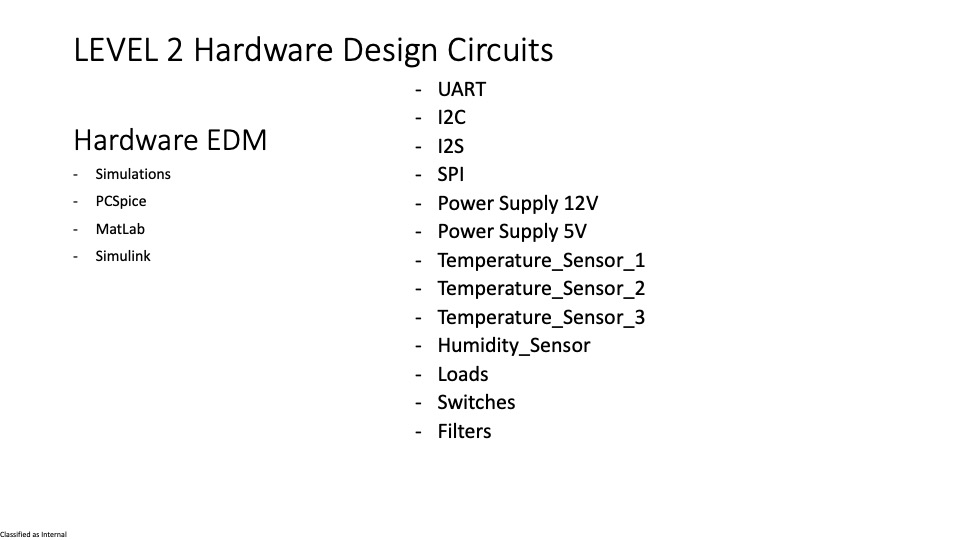 LEVEL 2 Hardware Design Circuits
Hardware EDM
- Simulations
- PCSpice
- MatLab
- Simulink
- UART
- I2C
- I2S
- SPI
- Power Supply 12V
- Power Supply 5V
- Temperature_Sensor_1
- Temperature_Sensor_2
- Temperature_Sensor_3
- Humidity_Sensor
- Loads
- Switches
- Filters
Classified as Internal